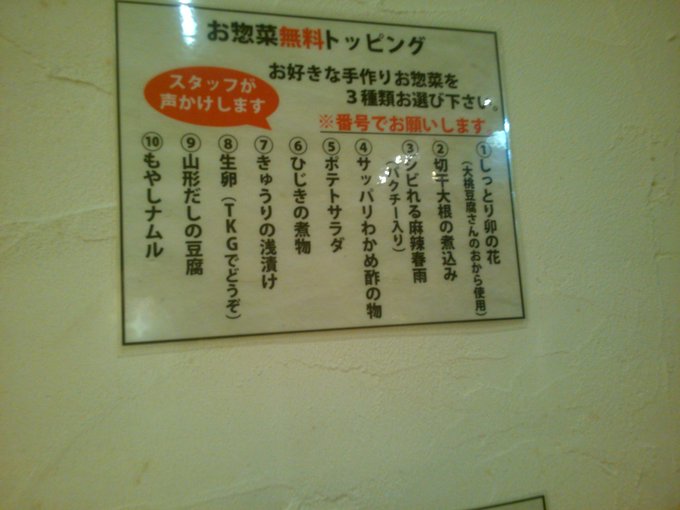 お惣菜無料トッピング
お好きな手作りお惣菜を
3種類お選び下さい。
スタッフが
声かけします
※番号でお願いします
①しっとり卯の花
(大桃豆腐さんのおから使用)
②切干大根の煮込み
③シビれる麻辣春雨
(パクチー入り)
④サッパリわかめ酢の物
⑤ポテトサラダ
⑥ひじきの煮物
⑦きゅうりの浅漬け
⑧生卵(TKGでどうぞ)
⑨山形だしの豆腐
⑩もやしナムル